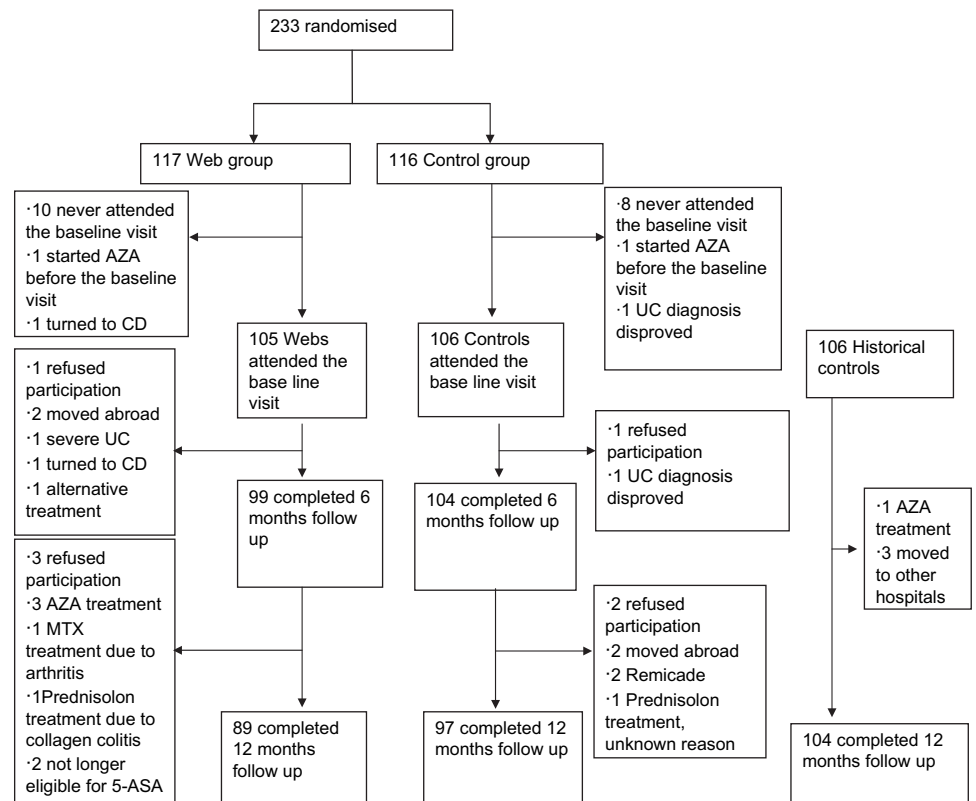 233 randomised
117 Web group
116 Control group
·10 never attended
the baseline visit
·1 started AZA
before the baseline
visit
·1 turned to CD
·8 never attended
the baseline visit
·1 started AZA
before the baseline
visit
·1 UC diagnosis
disproved
105 Webs
attended the
base line
visit
106 Controls
attended the
base line visit
106 Historical
controls
·1 refused
participation
·2 moved abroad
·1 severe UC
·1 turned to CD
·1 alternative
treatment
·1 refused
participation
·1 UC diagnosis
disproved
99 completed 6
months follow
up
104 completed 6
months follow up
·1 AZA
treatment
·3 moved
to other
hospitals
·3 refused
participation
·3 AZA treatment
·1 MTX
treatment due to
arthritis
·1Prednisolon
treatment due to
collagen colitis
·2 not longer
eligible for 5-ASA
·2 refused
participation
·2 moved abroad
·2 Remicade
·1 Prednisolon
treatment,
unknown reason
89 completed
12 months
follow up
97 completed 12
months follow up
104 completed 12
months follow up